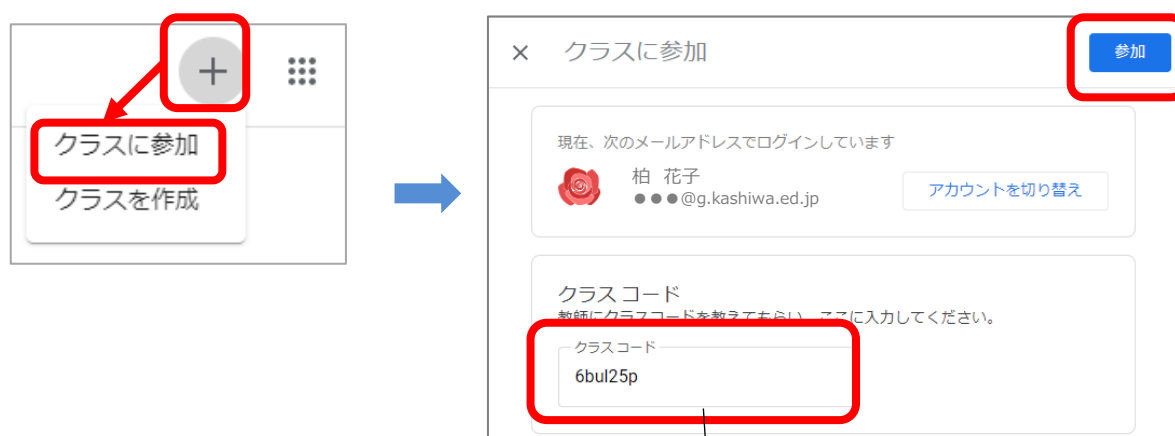 クラスに参加
クラスを作成
クラスに参加
参加
現在、次のメールアドレスでログインしています
柏 花子
●●●@g.kashiwa.ed.jp
アカウントを切り替え
クラス コード
教師にクラスコードを教えてもらい、ここに入力してください。
クラス コード
6bul25p